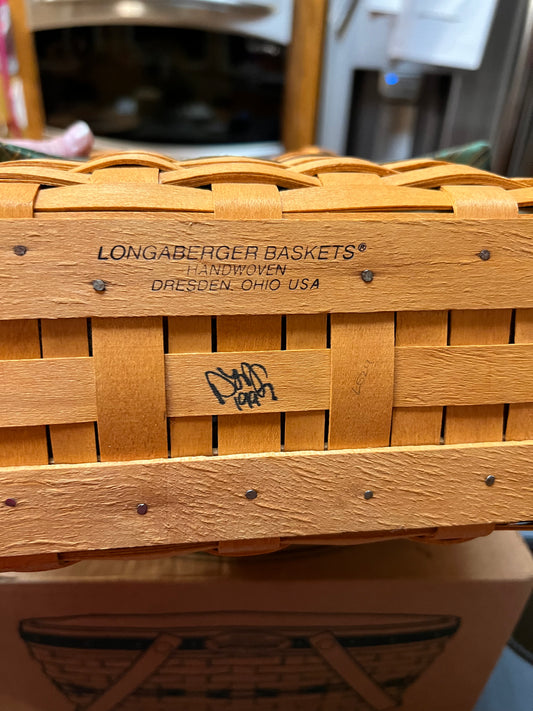 LONGABERGER BASKETS®
HANDWOVEN
DRESDEN, OHIO USA